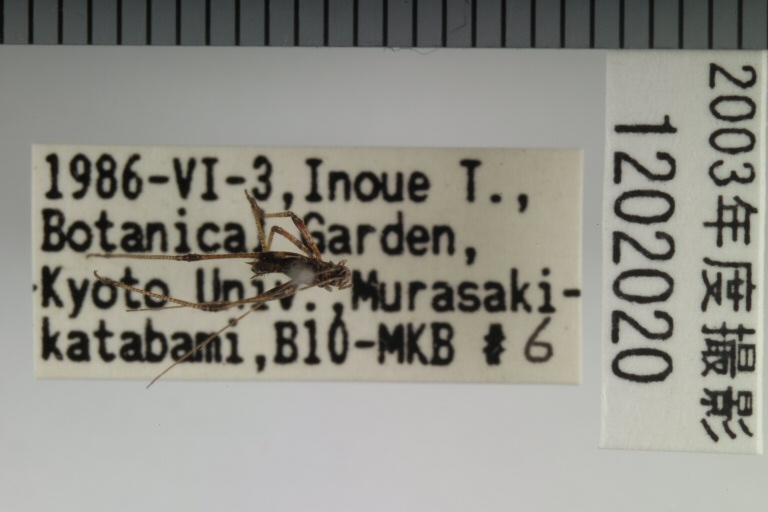 1986-VI-3, Inoue T.,
Botanical Garden,
Kyoto Univ., Murasaki-
katabami, B10-MKB # 6
2003年度撮影
1202020